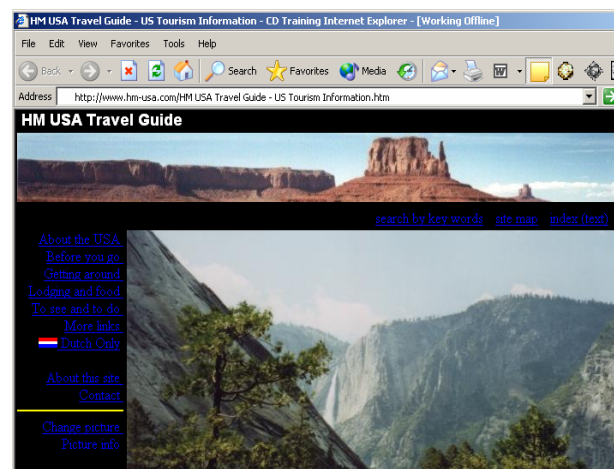 HM USA Travel Guide - US Tourism Information - CD Training Internet Explorer - [Working Offline]
File Edit View Favorites Tools Help
Back Search Favorites Media
Address http://www.hm-usa.com/HM USA Travel Guide - US Tourism Information.htm
HM USA Travel Guide
search by key words site map index (text)
About the USA
Before you go
Getting around
Lodging and food
To see and to do
More links
Dutch Only
About this site
Contact
Change picture
Picture info